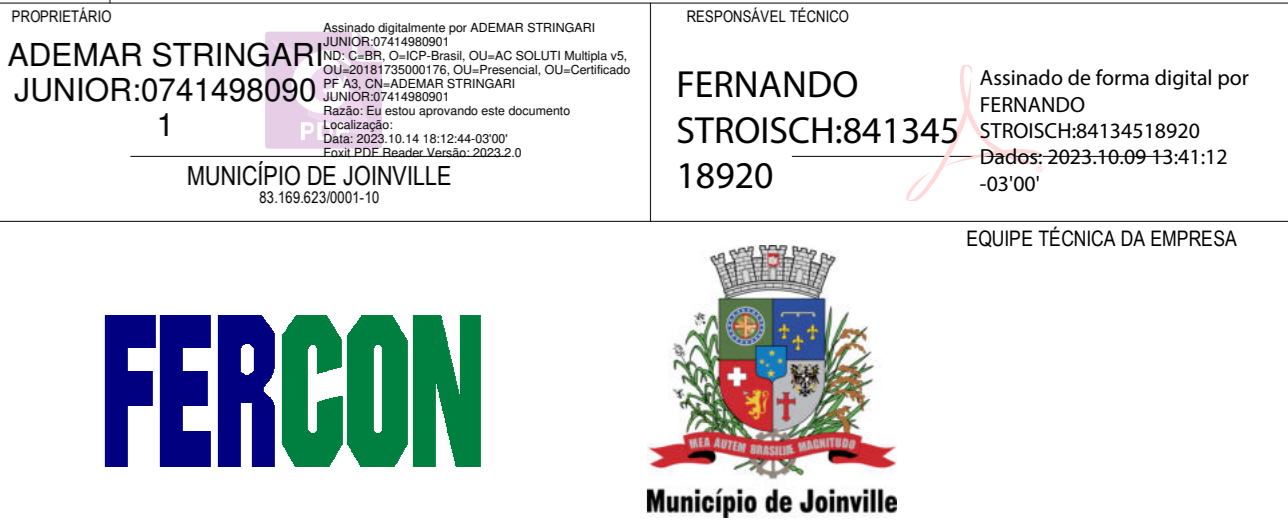 PROPRIETÁRIO
ADEMAR STRINGARI
JUNIOR:0741498090
1
Assinado digitalmente por ADEMAR STRINGARI
JUNIOR:07414980901
ND: C=BR, O=ICP-Brasil, OU=AC SOLUTI Multipla v5,
OU=20181735000176, OU=Presencial, OU=Certificado
PF A3, CN=ADEMAR STRINGARI
JUNIOR:07414980901
Razão: Eu estou aprovando este documento
Localização:
Data: 2023.10.14 18:12:44-03'00'
Foxit PDF Reader Versão: 2023.2.0
MUNICÍPIO DE JOINVILLE
83.169.623/0001-10
RESPONSÁVEL TÉCNICO
FERNANDO
STROISCH:841345
18920
Assinado de forma digital por
FERNANDO
STROISCH:84134518920
Dados: 2023.10.09 13:41:12
-03'00'
EQUIPE TÉCNICA DA EMPRESA
FERCON
MEA AUTEM BRASILIÆ MAGNITUDO
Município de Joinville